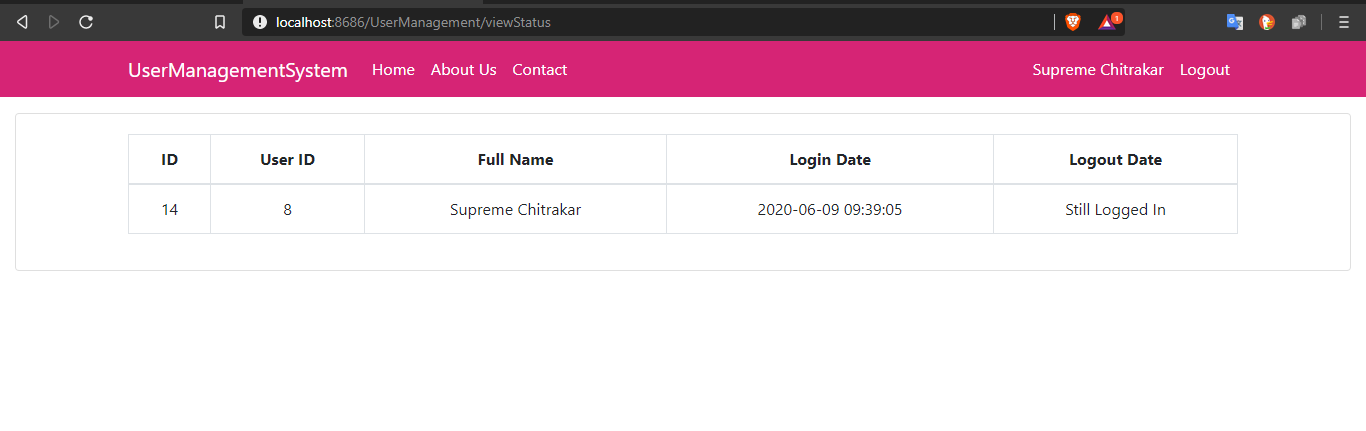 localhost:8686/UserManagement/viewStatus
1
UserManagementSystem Home About Us Contact Supreme Chitrakar Logout
ID User ID Full Name Login Date Logout Date
14 8 Supreme Chitrakar 2020-06-09 09:39:05 Still Logged In